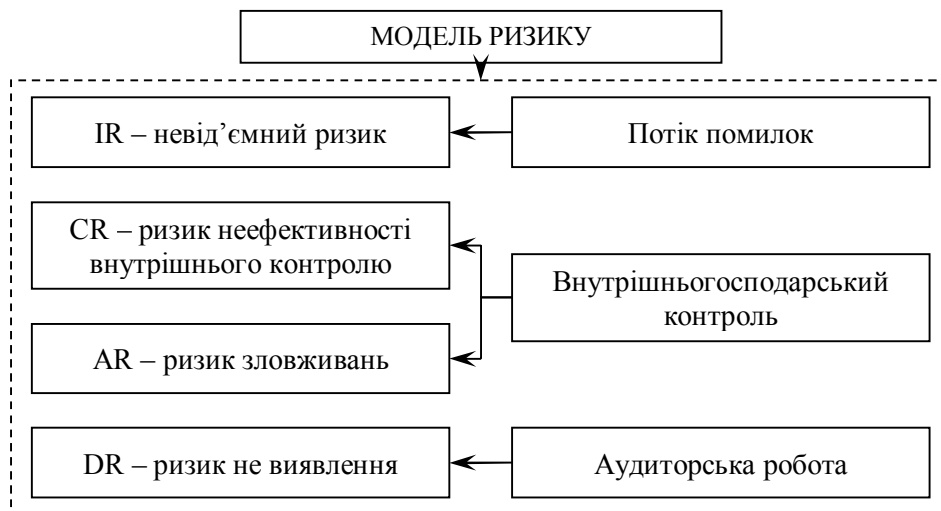 МОДЕЛЬ РИЗИКУ
IR – невід’ємний ризик
Потік помилок
CR – ризик неефективності
внутрішнього контролю
Внутрішньогосподарський
контроль
AR – ризик зловживань
DR – ризик не виявлення
Аудиторська робота